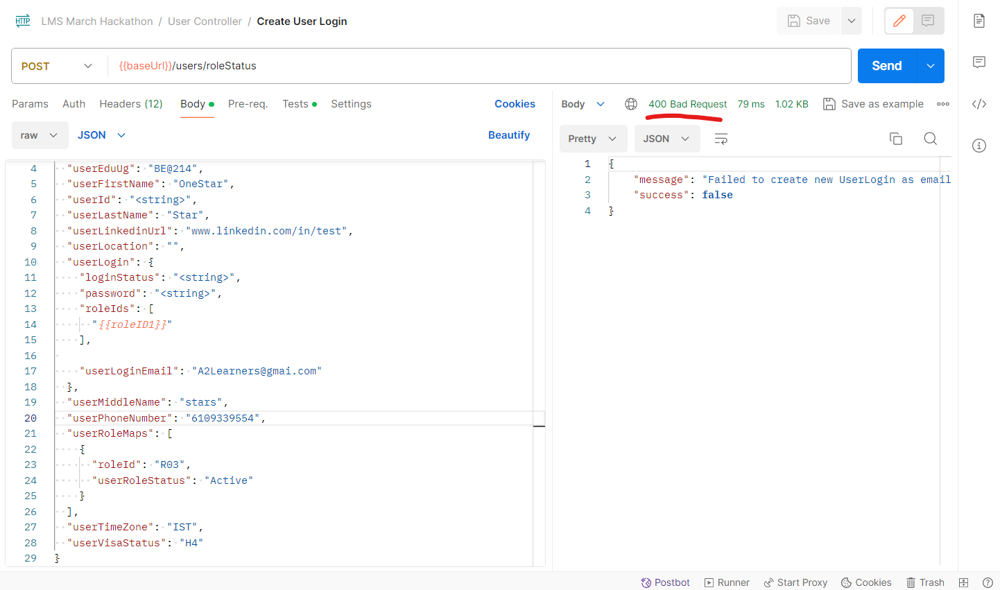 HTTP LMS March Hackathon / User Controller / Create User Login
Save
POST {{baseUrl}}/users/roleStatus
Send
Params Auth Headers (12) Body Pre-req. Tests Settings Cookies
raw JSON Beautify
4 "userEduUg": "BE@214",
5 "userFirstName": "OneStar",
6 "userId": "<string>",
7 "userLastName": "Star",
8 "userLinkedinUrl": "www.linkedin.com/in/test",
9 "userLocation": "",
10 "userLogin": {
11 "loginStatus": "<string>",
12 "password": "<string>",
13 "roleIds": [
14 "{{roleID1}}"
15 ],
16
17 "userLoginEmail": "A2Learners@gmai.com"
18 },
19 "userMiddleName": "stars",
20 "userPhoneNumber": "6109339554",
21 "userRoleMaps": [
22 {
23 "roleId": "R03",
24 "userRoleStatus": "Active"
25 }
26 ],
27 "userTimeZone": "IST",
28 "userVisaStatus": "H4"
29 }
Body 400 Bad Request 79 ms 1.02 KB Save as example
Pretty JSON
1 {
2 "message": "Failed to create new UserLogin as email
3 "success": false
4 }
Postbot Runner Start Proxy Cookies Trash